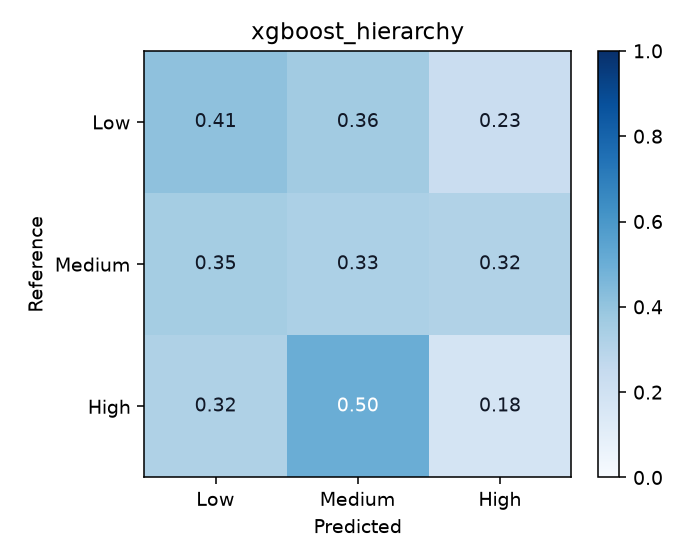 xgboost_hierarchy
Low 0.41 0.36 0.23
Medium 0.35 0.33 0.32
High 0.32 0.50 0.18
Low Medium High
Predicted
Reference
1.0
0.8
0.6
0.4
0.2
0.0